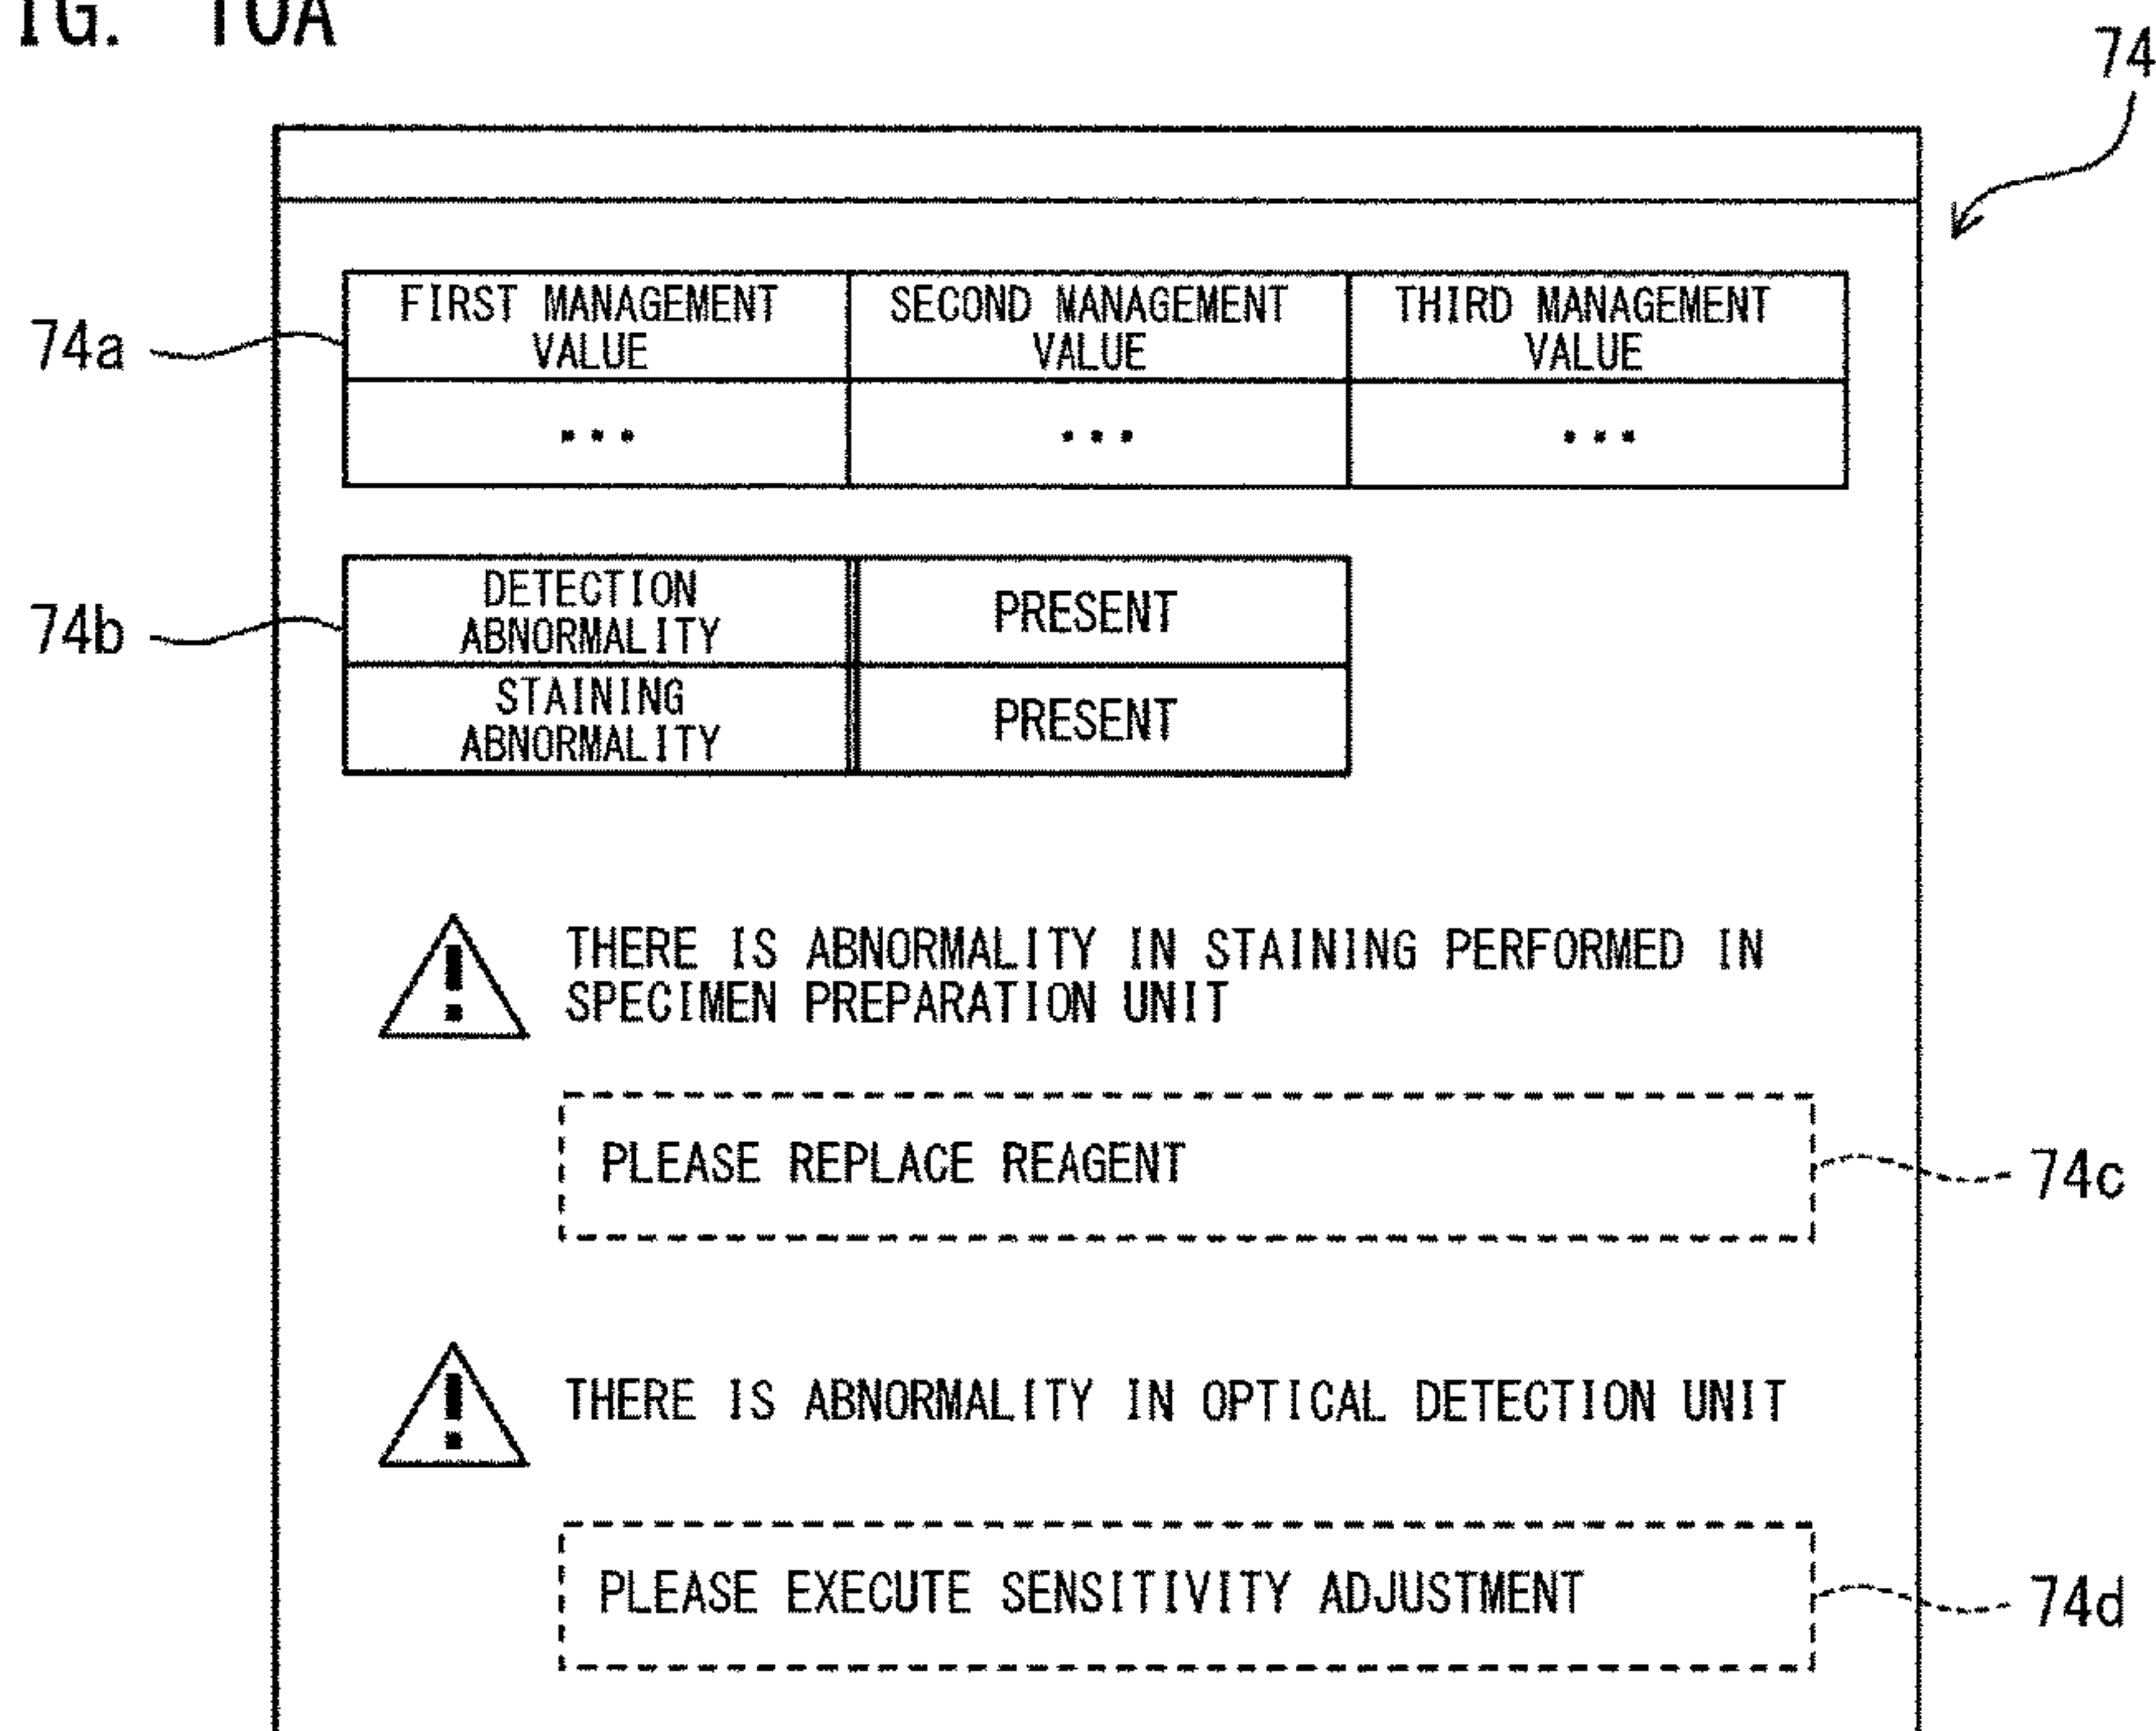 IG. 10A
74
FIRST MANAGEMENT VALUE
SECOND MANAGEMENT VALUE
THIRD MANAGEMENT VALUE
74a
...
...
...
DETECTION ABNORMALITY
PRESENT
74b
STAINING ABNORMALITY
PRESENT
THERE IS ABNORMALITY IN STAINING PERFORMED IN
SPECIMEN PREPARATION UNIT
PLEASE REPLACE REAGENT
74c
THERE IS ABNORMALITY IN OPTICAL DETECTION UNIT
PLEASE EXECUTE SENSITIVITY ADJUSTMENT
74d